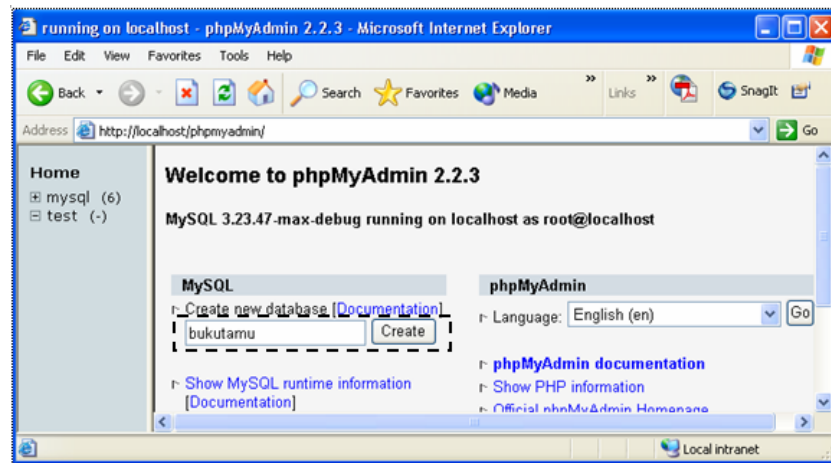 running on localhost - phpMyAdmin 2.2.3 - Microsoft Internet Explorer
File Edit View Favorites Tools Help
Back Search Favorites Media » Links » SnagIt
Address http://localhost/phpmyadmin/ Go
Home
mysql (6)
test (-)
Welcome to phpMyAdmin 2.2.3
MySQL 3.23.47-max-debug running on localhost as root@localhost
MySQL
Create new database [Documentation]
bukutamu Create
Show MySQL runtime information
[Documentation]
phpMyAdmin
Language: English (en) Go
phpMyAdmin documentation
Show PHP information
Official phpMyAdmin Homepage
Local intranet